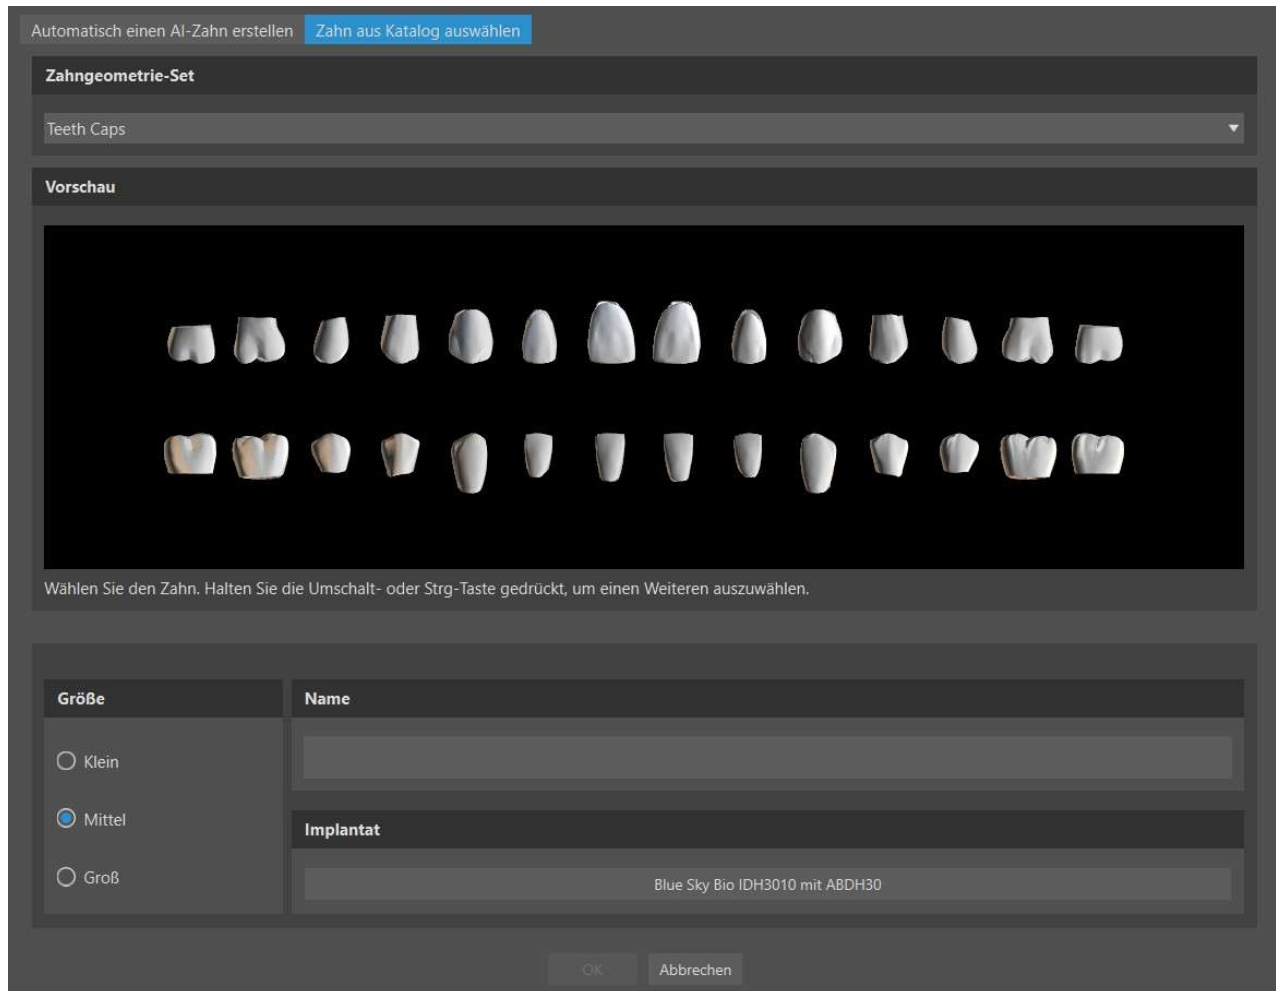 Automatisch einen AI-Zahn erstellen
Zahn aus Katalog auswählen
Zahngeometrie-Set
Teeth Caps
Vorschau
Wählen Sie den Zahn. Halten Sie die Umschalt- oder Strg-Taste gedrückt, um einen Weiteren auszuwählen.
Größe
Klein
Mittel
Groß
Name
Implantat
Blue Sky Bio IDH3010 mit ABDH30
OK
Abbrechen